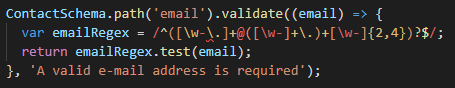 ContactSchema.path('email').validate((email) => {
var emailRegex = /^([\w-\.]+@([\w-]+\.)+[\w-]{2,4})?$/;
return emailRegex.test(email);
}, 'A valid e-mail address is required');